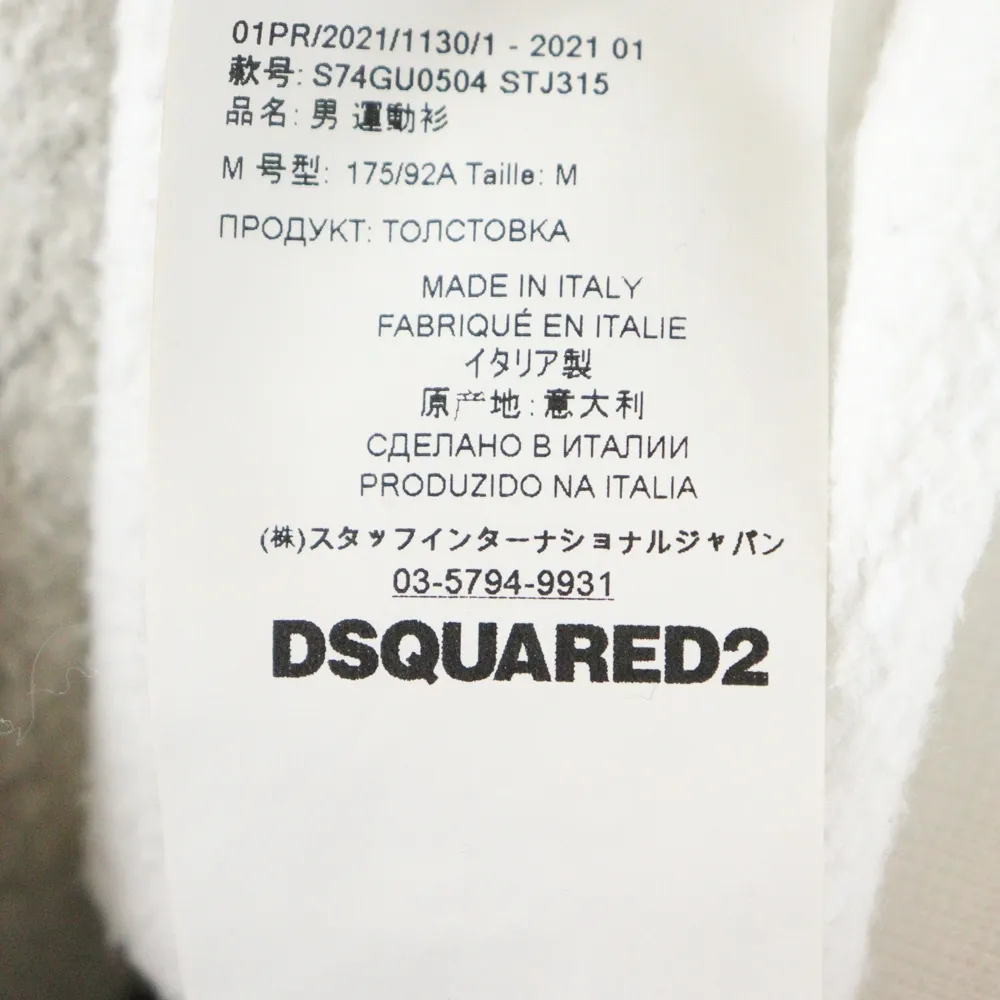 01PR/2021/1130/1 - 2021 01
款号: S74GU0504 STJ315
品名: 男 運動衫
M 号型: 175/92A Taille: M
ПРОДУКТ: ТОЛСТОВКА
MADE IN ITALY
FABRIQUÉ EN ITALIE
イタリア製
原产地: 意大利
СДЕЛАНО В ИТАЛИИ
PRODUZIDO NA ITALIA
(株)スタッフインターナショナルジャパン
03-5794-9931
DSQUARED2